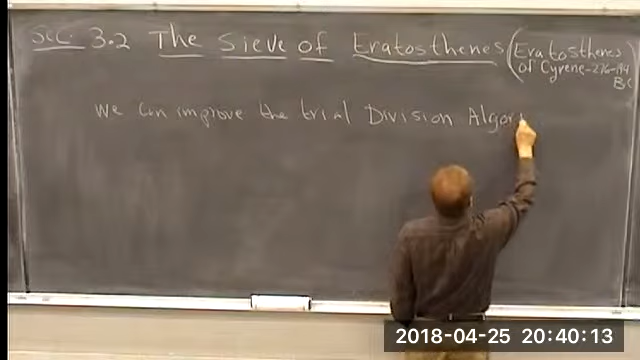 Sec 3.2 The Sieve of Eratosthenes (Eratosthenes
of Cyrene-276-194
BC
We can improve the trial Division Algor
2018-04-25 20:40:13